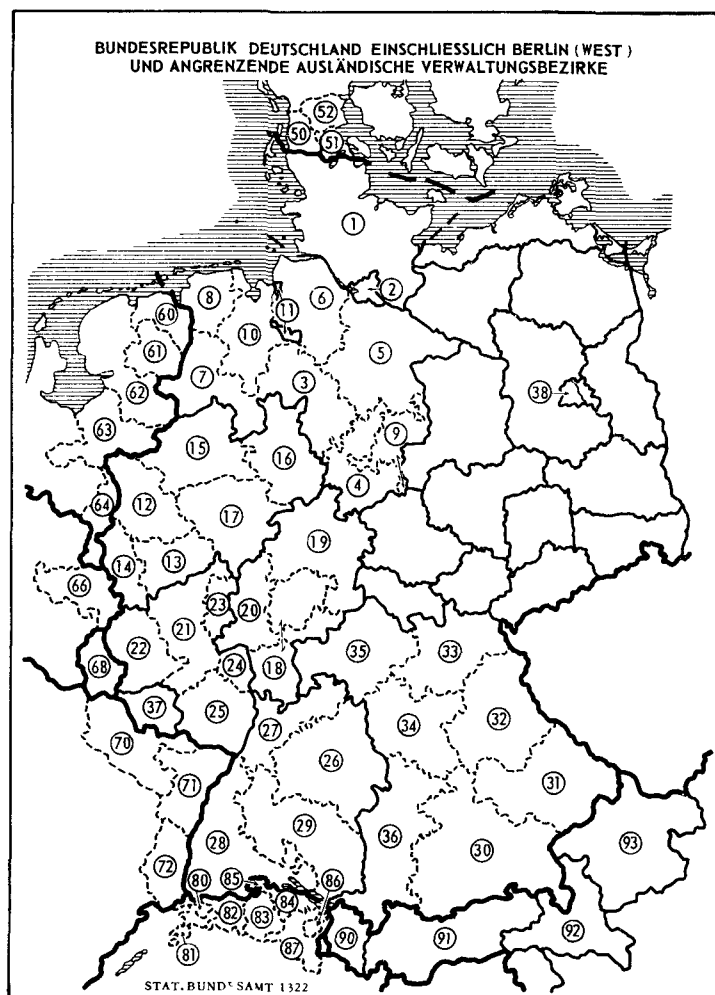 BUNDESREPUBLIK DEUTSCHLAND EINSCHLIESSLICH BERLIN (WEST)
UND ANGRENZENDE AUSLÄNDISCHE VERWALTUNGSBEZIRKE
52
50 51
1
2
8 11 6
60
10
61 5
7 3
62 38
63 9
15 16
4
64 12 17
19
14 13
66 23 20
21
22 35 33
68 24 18
37 25 27 34 32
70 26
71 31
29
28 36 30 93
72
80 85 86
82 83 84
81 87 90 91 92
STAT. BUNDESAMT 1322